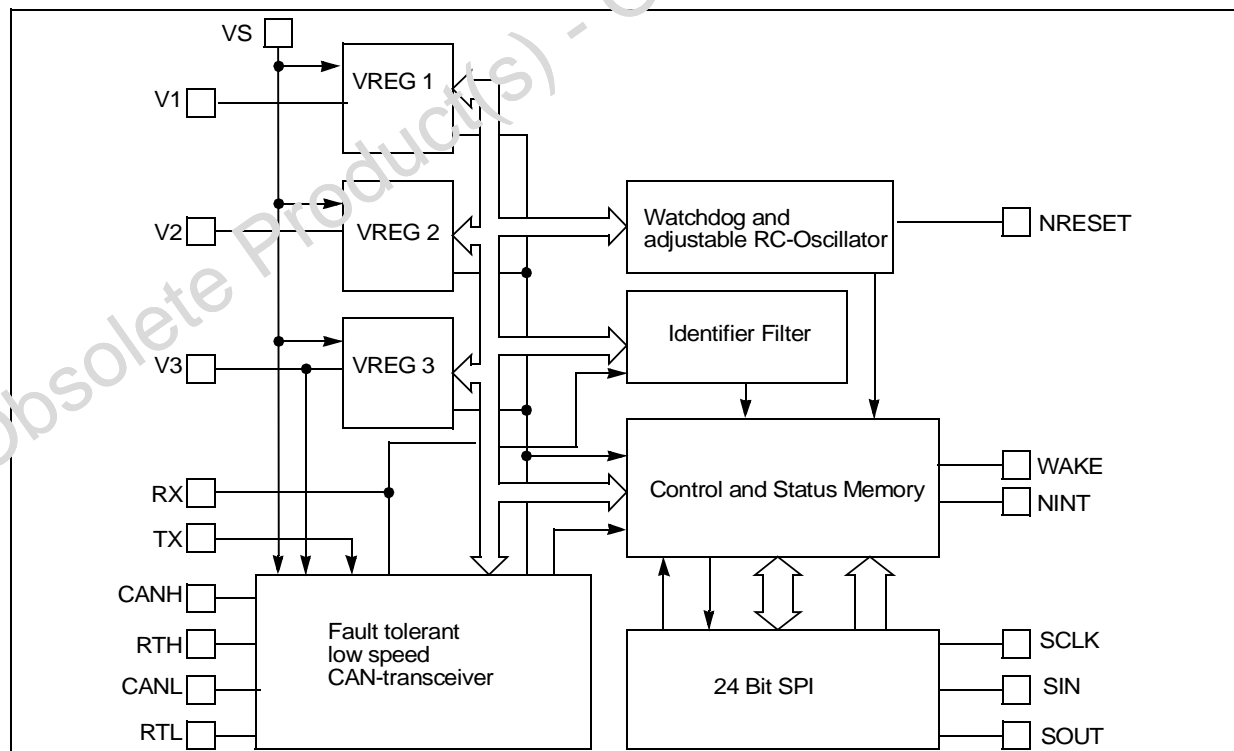 Obsolete Product(s) -
VS
VREG 1
V1
V2
VREG 2
Watchdog and
adjustable RC-Oscillator
NRESET
Identifier Filter
V3
VREG 3
RX
TX
Control and Status Memory
WAKE
NINT
CANH
RTH
CANL
RTL
Fault tolerant
low speed
CAN-transceiver
24 Bit SPI
SCLK
SIN
SOUT